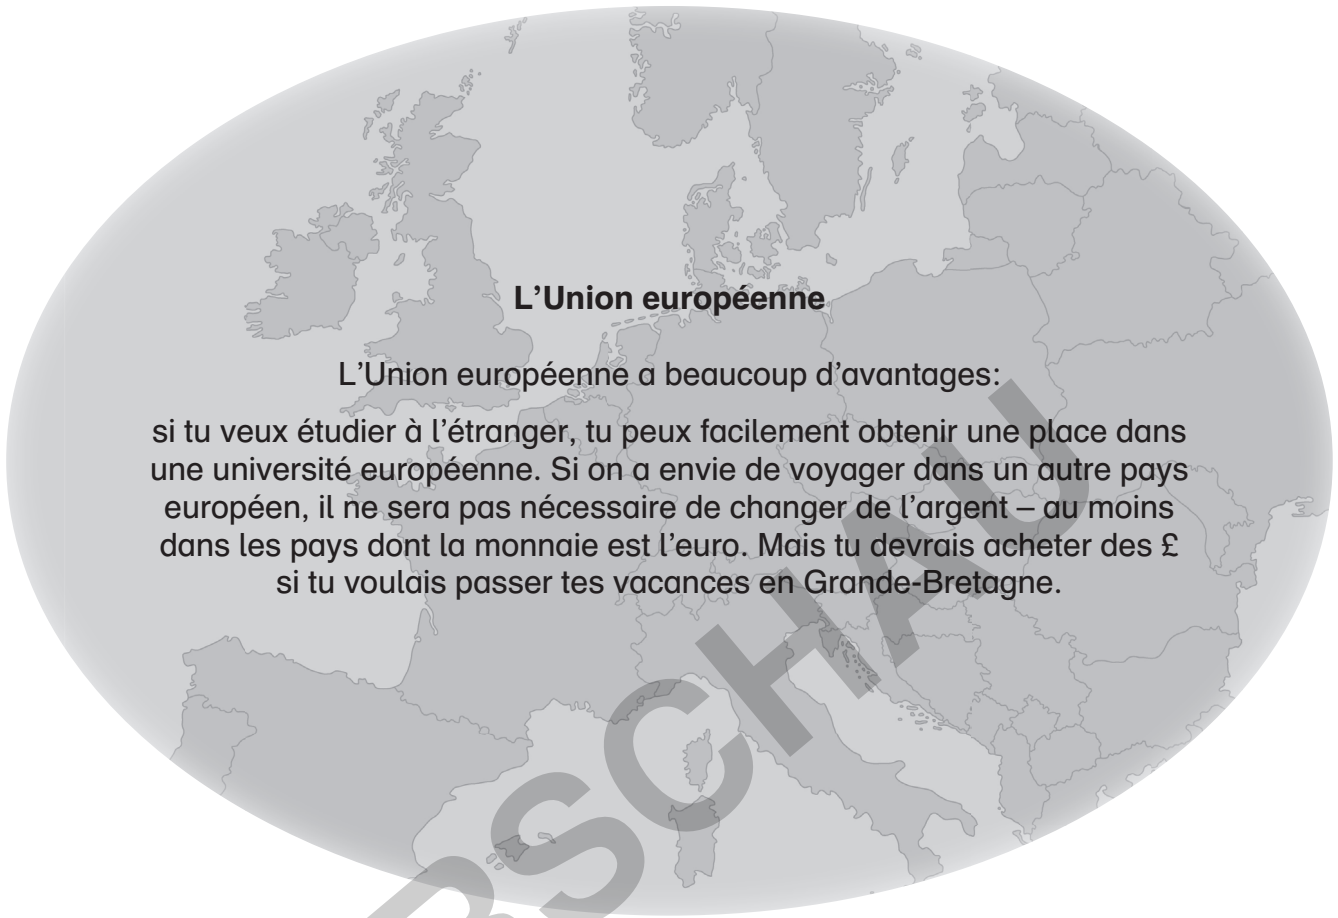 L’Union européenne
L’Union européenne a beaucoup d’avantages:
si tu veux étudier à l’étranger, tu peux facilement obtenir une place dans
une université européenne. Si on a envie de voyager dans un autre pays
européen, il ne sera pas nécessaire de changer de l’argent – au moins
dans les pays dont la monnaie est l’euro. Mais tu devrais acheter des £
si tu voulais passer tes vacances en Grande-Bretagne.